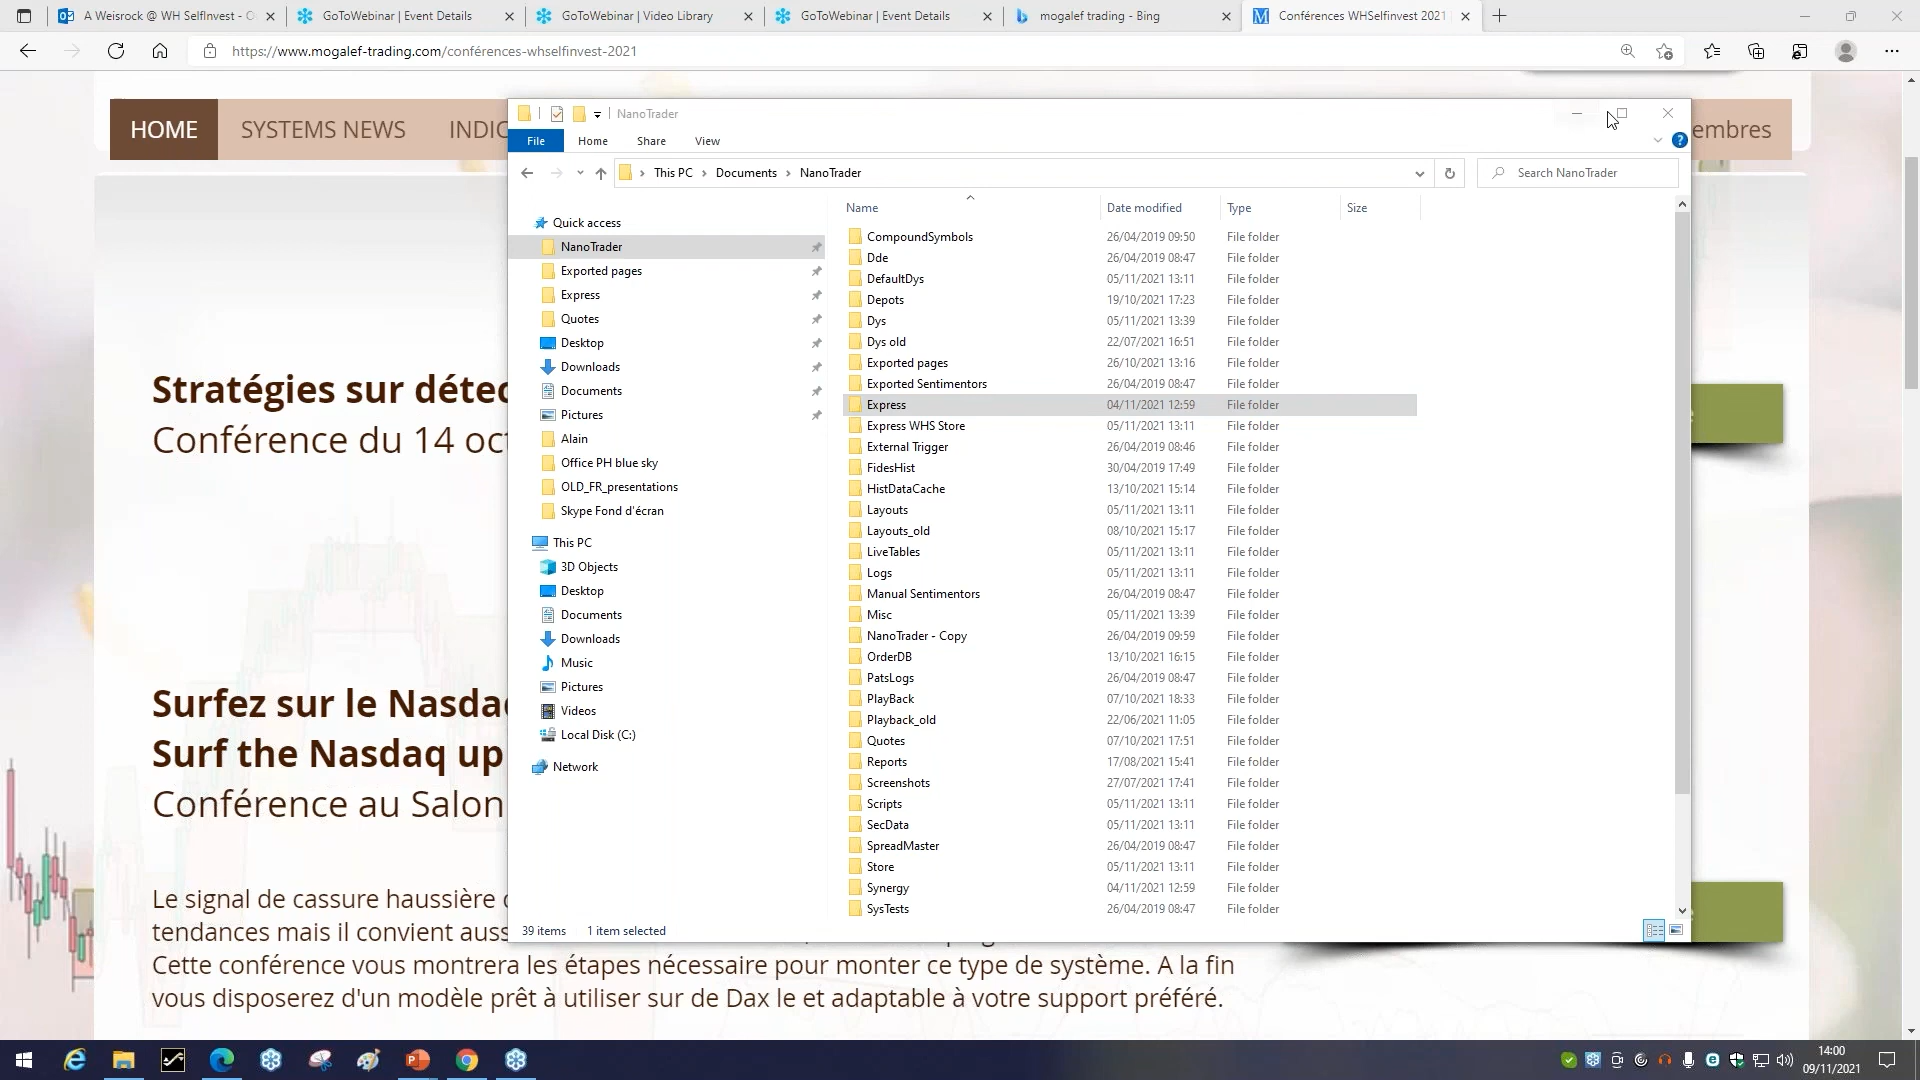 A Weisrock @ WH SelfInvest - O
GoToWebinar | Event Details
GoToWebinar | Video Library
GoToWebinar | Event Details
mogalef trading - Bing
Conférences WHSelfinvest 2021
https://www.mogalef-trading.com/conférences-whselfinvest-2021
HOME
SYSTEMS NEWS
INDIC
embres
NanoTrader
File
Home
Share
View
This PC
Documents
NanoTrader
Search NanoTrader
Name
Date modified
Type
Size
Quick access
NanoTrader
Exported pages
Express
Quotes
Desktop
Downloads
Documents
Pictures
Alain
Office PH blue sky
OLD_FR_presentations
Skype Fond d'écran
This PC
3D Objects
Desktop
Documents
Downloads
Music
Pictures
Videos
Local Disk (C:)
Network
CompoundSymbols 26/04/2019 09:50 File folder
Dde 26/04/2019 08:47 File folder
DefaultDys 05/11/2021 13:11 File folder
Depots 19/10/2021 17:23 File folder
Dys 05/11/2021 13:39 File folder
Dys old 22/07/2021 16:51 File folder
Exported pages 26/10/2021 13:16 File folder
Exported Sentimentors 26/04/2019 08:47 File folder
Express 04/11/2021 12:59 File folder
Express WHS Store 05/11/2021 13:11 File folder
External Trigger 26/04/2019 08:46 File folder
FidesHist 30/04/2019 17:49 File folder
HistDataCache 13/10/2021 15:14 File folder
Layouts 05/11/2021 13:11 File folder
Layouts_old 08/10/2021 15:17 File folder
LiveTables 05/11/2021 13:11 File folder
Logs 05/11/2021 13:11 File folder
Manual Sentimentors 26/04/2019 08:47 File folder
Misc 05/11/2021 13:39 File folder
NanoTrader - Copy 26/04/2019 09:59 File folder
OrderDB 13/10/2021 16:15 File folder
PatsLogs 26/04/2019 08:47 File folder
PlayBack 07/10/2021 18:33 File folder
Playback_old 22/06/2021 11:05 File folder
Quotes 07/10/2021 17:51 File folder
Reports 17/08/2021 15:41 File folder
Screenshots 27/07/2021 17:41 File folder
Scripts 05/11/2021 13:11 File folder
SecData 05/11/2021 13:11 File folder
SpreadMaster 26/04/2019 08:47 File folder
Store 05/11/2021 13:11 File folder
Synergy 04/11/2021 12:59 File folder
SysTests 26/04/2019 08:47 File folder
39 items
1 item selected
Stratégies sur détec
Conférence du 14 oct
Surfez sur le Nasda
Surf the Nasdaq up
Conférence au Salon
Le signal de cassure haussière
tendances mais il convient auss
Cette conférence vous montrera les étapes nécessaire pour monter ce type de système. A la fin
vous disposerez d'un modèle prêt à utiliser sur de Dax le et adaptable à votre support préféré.
14:00
09/11/2021